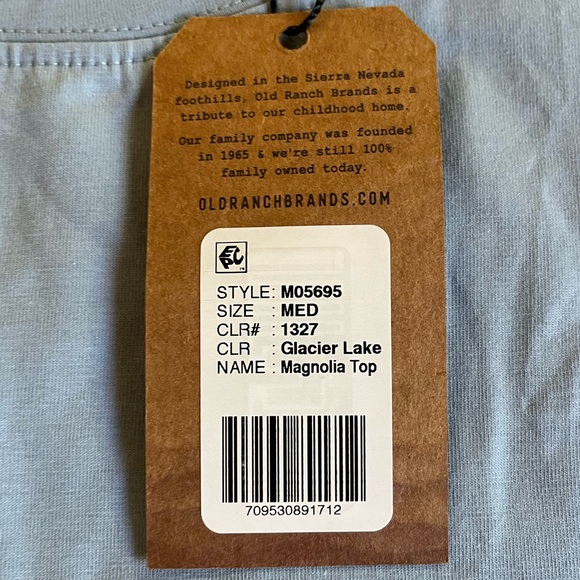 Designed in the Sierra Nevada
foothills, Old Ranch Brands is a
tribute to our childhood home.
Our family company was founded
in 1965 & we're still 100%
family owned today.
OLDRANCHBRANDS.COM
EPC
STYLE: M05695
SIZE : MED
CLR# : 1327
CLR : Glacier Lake
NAME : Magnolia Top
709530891712